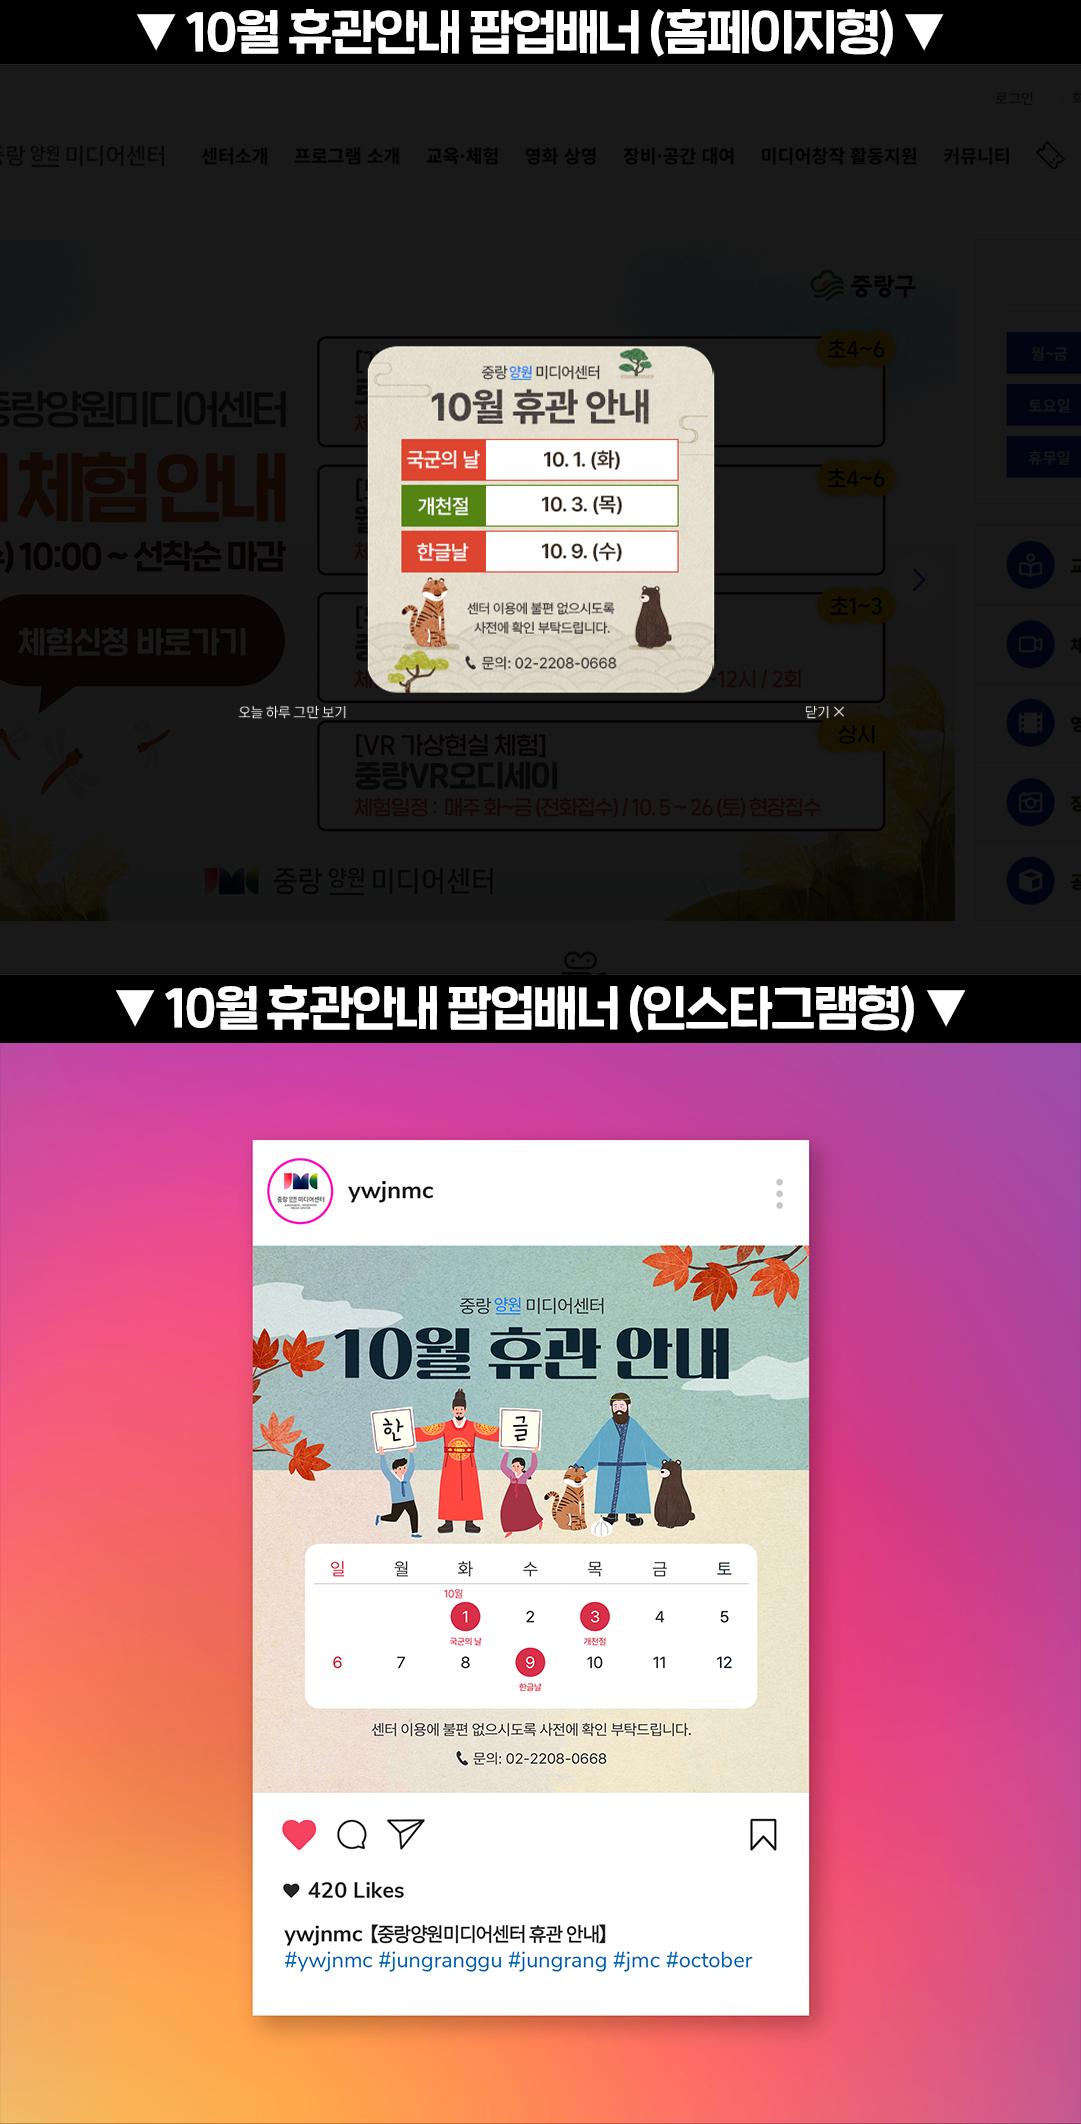 ▼ 10월 휴관안내 팝업배너 (홈페이지형) ▼
로그인
중랑 양원 미디어센터 센터소개 프로그램 소개 교육·체험 영화 상영 장비·공간 대여 미디어창작 활동지원 커뮤니티
중랑구
초4~6
월~금
중랑양원미디어센터
토요일
체험 안내
휴무일
초4~6
10:00 ~ 선착순 마감
초1~3
체험신청 바로가기
~12시 / 2회
중랑 양원 미디어센터
10월 휴관 안내
국군의 날 10. 1. (화)
개천절 10. 3. (목)
한글날 10. 9. (수)
센터 이용에 불편 없으시도록
사전에 확인 부탁드립니다.
문의: 02-2208-0668
오늘 하루 그만 보기 닫기 ×
상시
[VR 가상현실 체험]
중랑VR오디세이
체험일정 : 매주 화~금 (전화접수) / 10. 5 ~ 26 (토) 현장접수
JMC 중랑 양원 미디어센터
▼ 10월 휴관안내 팝업배너 (인스타그램형) ▼
JMC
중랑 양원 미디어센터
ywjnmc
중랑 양원 미디어센터
10월 휴관 안내
한 글
일 월 화 수 목 금 토
10월
1 2 3 4 5
국군의 날 개천절
6 7 8 9 10 11 12
한글날
센터 이용에 불편 없으시도록 사전에 확인 부탁드립니다.
문의: 02-2208-0668
420 Likes
ywjnmc 【중랑양원미디어센터 휴관 안내】
#ywjnmc #jungranggu #jungrang #jmc #october